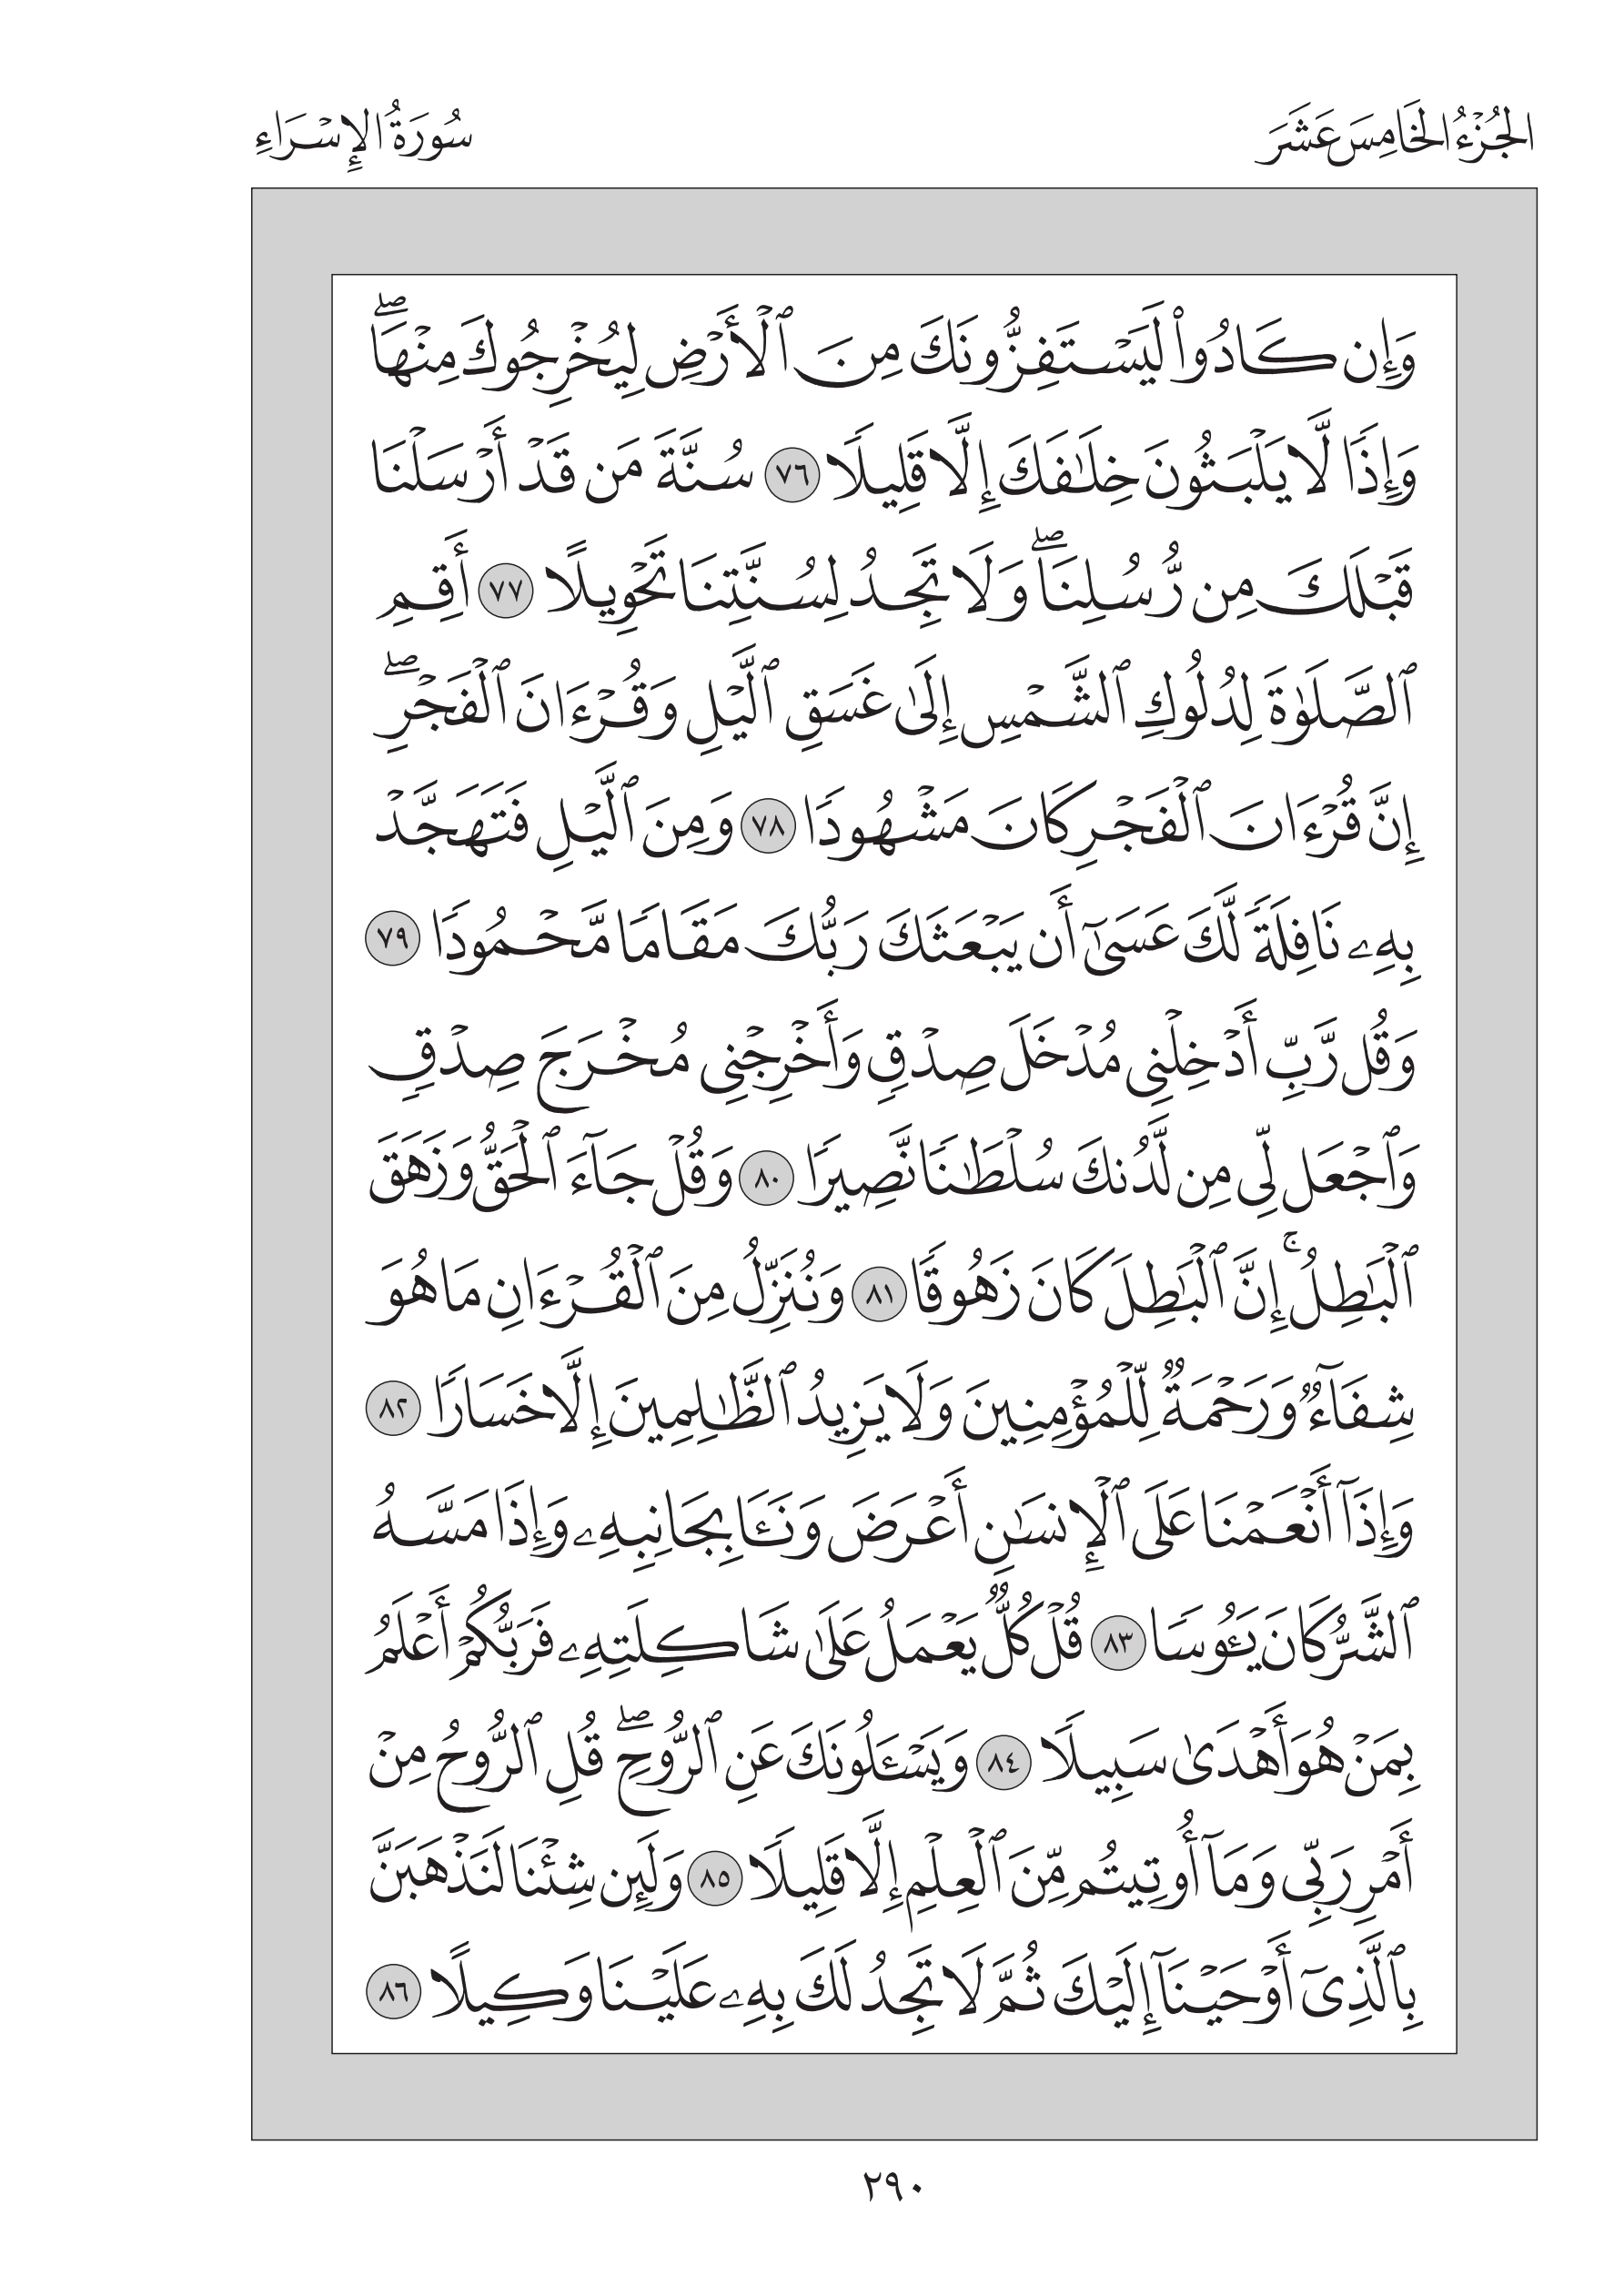 الجُزْءُ الخَامِسَ عَشَرَ
سُورَةُ الإِسْرَاءِ
وَإِن كَادُوا۟ لَيَسْتَفِزُّونَكَ مِنَ ٱلْأَرْضِ لِيُخْرِجُوكَ مِنْهَا ۖ
وَإِذًا لَّا يَلْبَثُونَ خِلَـٰفَكَ إِلَّا قَلِيلًا ٧٦ سُنَّةَ مَن قَدْ أَرْسَلْنَا
قَبْلَكَ مِن رُّسُلِنَا ۖ وَلَا تَجِدُ لِسُنَّتِنَا تَحْوِيلًا ٧٧ أَقِمِ
ٱلصَّلَوٰةَ لِدُلُوكِ ٱلشَّمْسِ إِلَىٰ غَسَقِ ٱلَّيْلِ وَقُرْءَانَ ٱلْفَجْرِ ۖ
إِنَّ قُرْءَانَ ٱلْفَجْرِ كَانَ مَشْهُودًا ٧٨ وَمِنَ ٱلَّيْلِ فَتَهَجَّدْ
بِهِۦ نَافِلَةً لَّكَ عَسَىٰٓ أَن يَبْعَثَكَ رَبُّكَ مَقَامًا مَّحْمُودًا ٧٩
وَقُل رَّبِّ أَدْخِلْنِى مُدْخَلَ صِدْقٍ وَأَخْرِجْنِى مُخْرَجَ صِدْقٍ
وَٱجْعَل لِّى مِن لَّدُنكَ سُلْطَـٰنًا نَّصِيرًا ٨٠ وَقُلْ جَآءَ ٱلْحَقُّ وَزَهَقَ
ٱلْبَـٰطِلُ ۚ إِنَّ ٱلْبَـٰطِلَ كَانَ زَهُوقًا ٨١ وَنُنَزِّلُ مِنَ ٱلْقُرْءَانِ مَا هُوَ
شِفَآءٌ وَرَحْمَةٌ لِّلْمُؤْمِنِينَ وَلَا يَزِيدُ ٱلظَّـٰلِمِينَ إِلَّا خَسَارًا ٨٢
وَإِذَآ أَنْعَمْنَا عَلَى ٱلْإِنسَـٰنِ أَعْرَضَ وَنَـَٔا بِجَانِبِهِۦ وَإِذَا مَسَّهُ
ٱلشَّرُّ كَانَ يَـُٔوسًا ٨٣ قُلْ كُلٌّ يَعْمَلُ عَلَىٰ شَاكِلَتِهِۦ فَرَبُّكُمْ أَعْلَمُ
بِمَنْ هُوَ أَهْدَىٰ سَبِيلًا ٨٤ وَيَسْـَٔلُونَكَ عَنِ ٱلرُّوحِ ۖ قُلِ ٱلرُّوحُ مِنْ
أَمْرِ رَبِّى وَمَآ أُوتِيتُم مِّنَ ٱلْعِلْمِ إِلَّا قَلِيلًا ٨٥ وَلَئِن شِئْنَا لَنَذْهَبَنَّ
بِٱلَّذِىٓ أَوْحَيْنَآ إِلَيْكَ ثُمَّ لَا تَجِدُ لَكَ بِهِۦ عَلَيْنَا وَكِيلًا ٨٦
٢٩٠